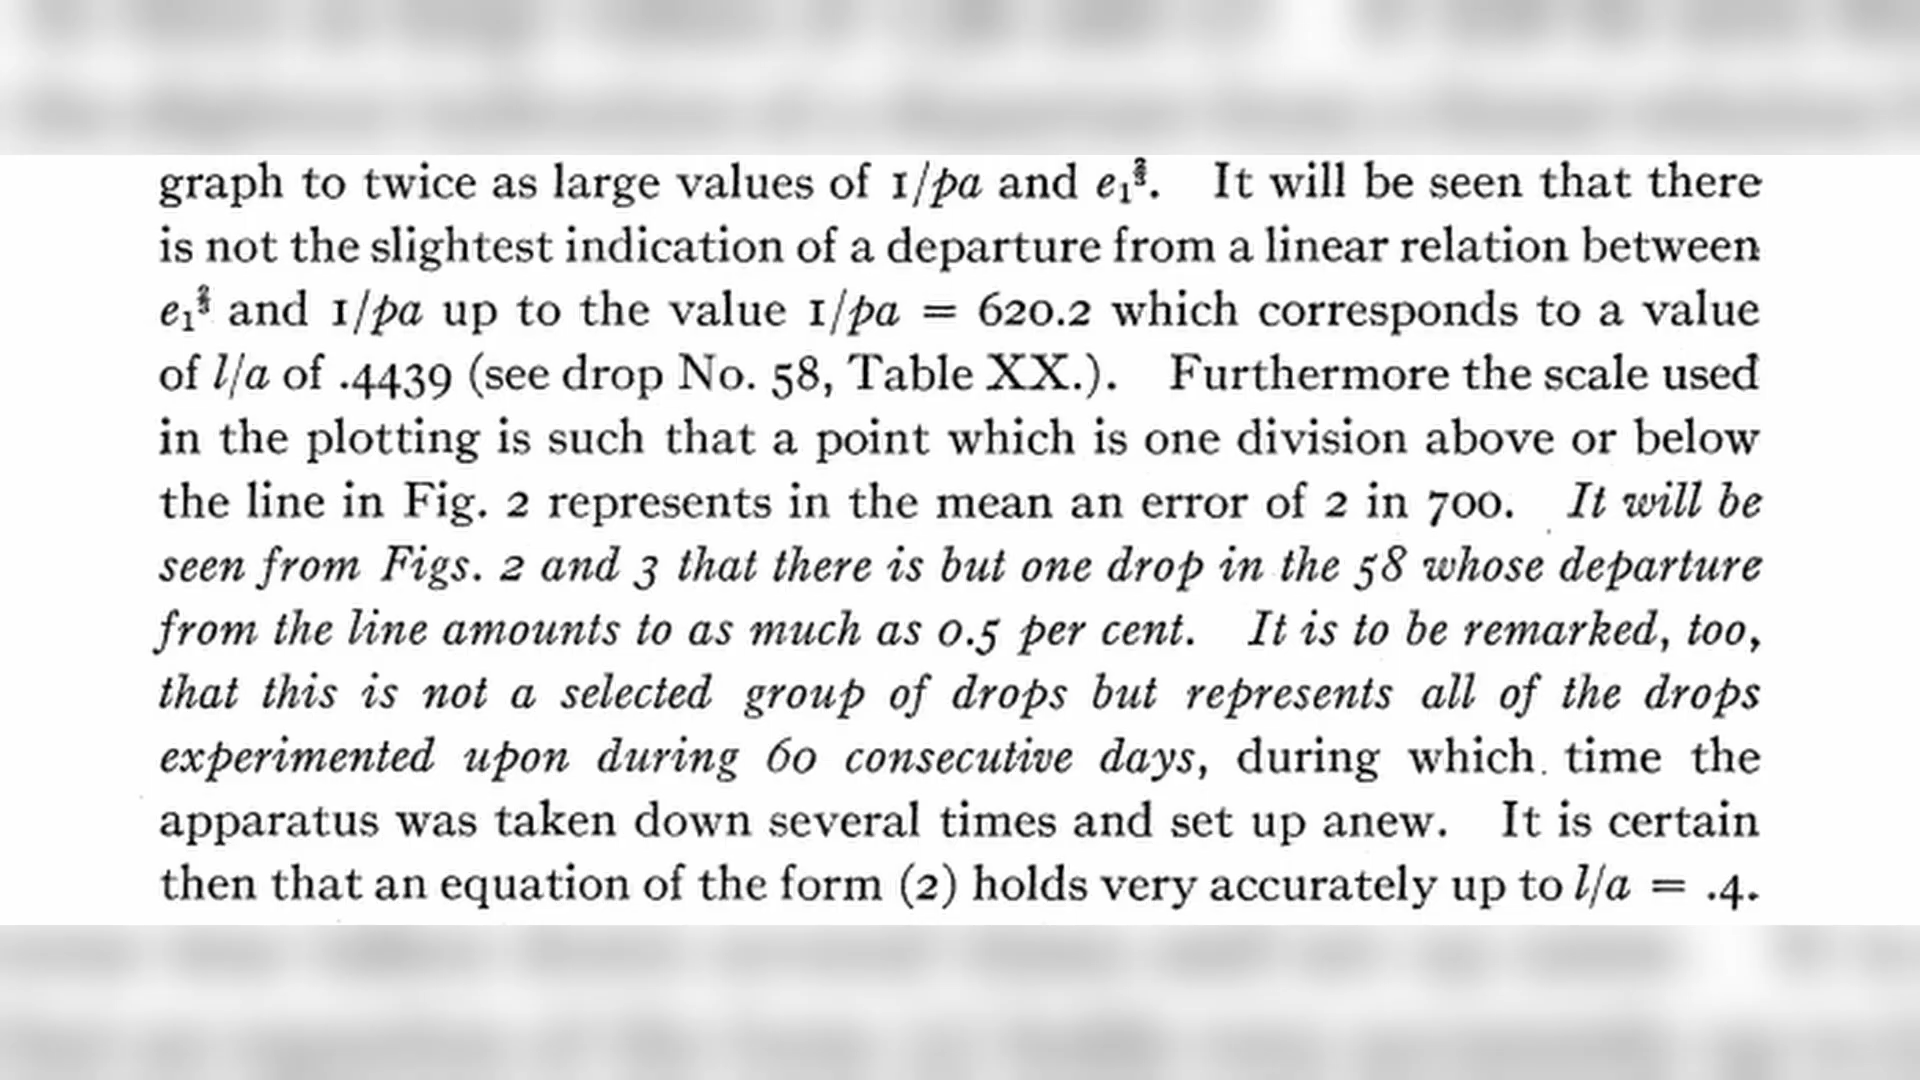 graph to twice as large values of 1/pa and e₁⅔. It will be seen that there
is not the slightest indication of a departure from a linear relation between
e₁⅔ and 1/pa up to the value 1/pa = 620.2 which corresponds to a value
of l/a of .4439 (see drop No. 58, Table XX.). Furthermore the scale used
in the plotting is such that a point which is one division above or below
the line in Fig. 2 represents in the mean an error of 2 in 700. It will be
seen from Figs. 2 and 3 that there is but one drop in the 58 whose departure
from the line amounts to as much as 0.5 per cent. It is to be remarked, too,
that this is not a selected group of drops but represents all of the drops
experimented upon during 60 consecutive days, during which time the
apparatus was taken down several times and set up anew. It is certain
then that an equation of the form (2) holds very accurately up to l/a = .4.